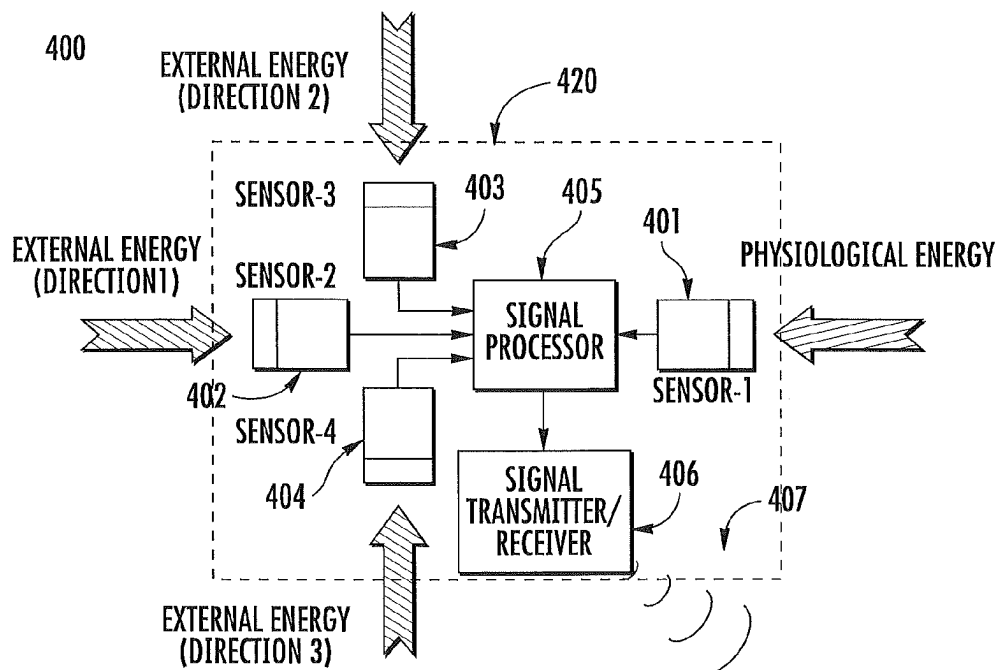 400
EXTERNAL ENERGY
(DIRECTION 2)
420
SENSOR-3
403
405
401
EXTERNAL ENERGY
(DIRECTION1)
SENSOR-2
PHYSIOLOGICAL ENERGY
SIGNAL
PROCESSOR
402
SENSOR-1
SENSOR-4
404
SIGNAL
TRANSMITTER/
RECEIVER
406
407
EXTERNAL ENERGY
(DIRECTION 3)